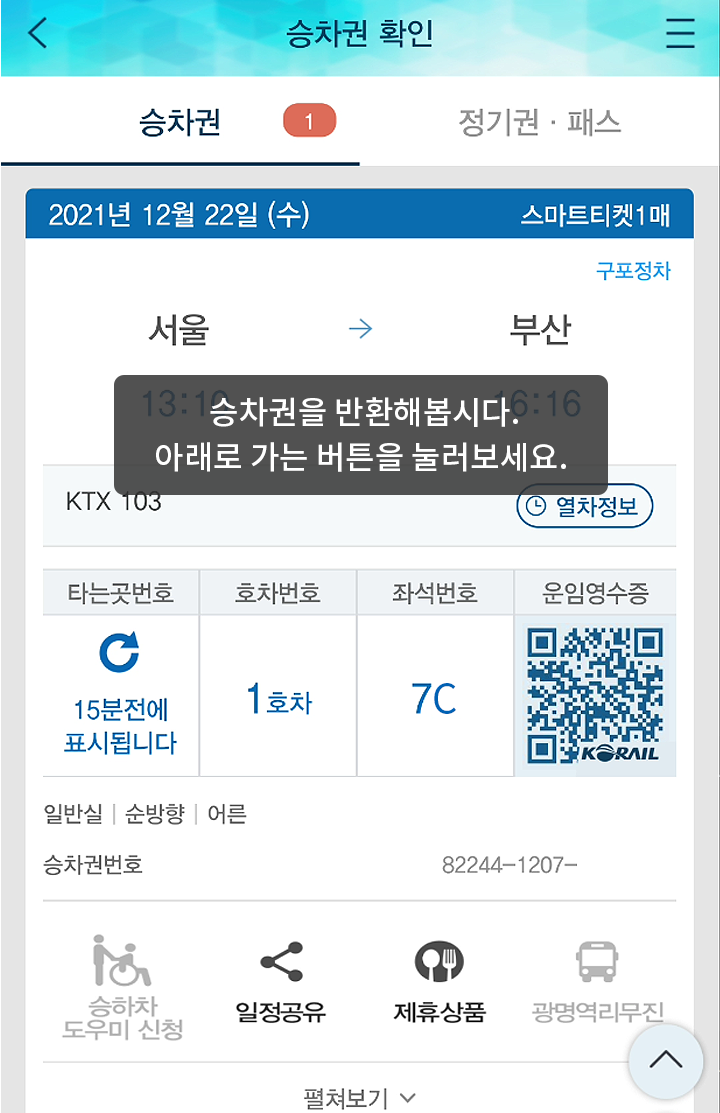 승차권 확인
승차권 1 정기권 · 패스
2021년 12월 22일 (수) 스마트티켓1매
구포정차
서울 → 부산
13:10 16:16
승차권을 반환해봅시다.
아래로 가는 버튼을 눌러보세요.
KTX 103 열차정보
타는곳번호 호차번호 좌석번호 운임영수증
15분전에
표시됩니다
1호차 7C
KORAIL
일반실 | 순방향 | 어른
승차권번호 82244-1207-
승하차
도우미 신청
일정공유 제휴상품 광명역리무진
펼쳐보기